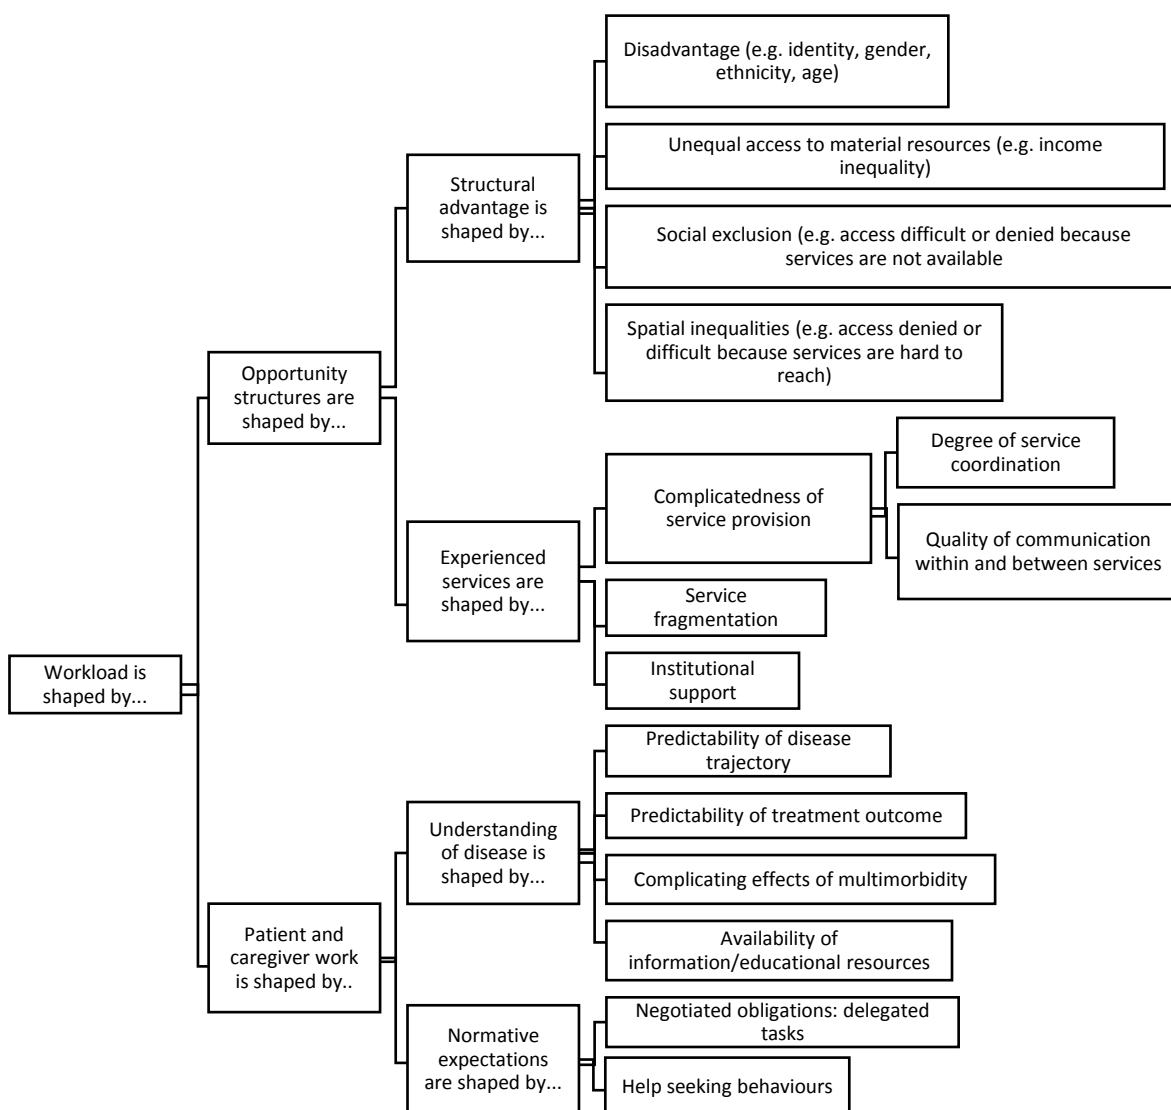 Disadvantage (e.g. identity, gender,
ethnicity, age)
Unequal access to material resources (e.g. income
inequality)
Structural
advantage is
shaped by...
Social exclusion (e.g. access difficult or denied because
services are not available
Spatial inequalities (e.g. access denied or
difficult because services are hard to
reach)
Opportunity
structures are
shaped by...
Degree of service
coordination
Complicatedness of
service provision
Quality of communication
within and between services
Experienced
services are
shaped by...
Service
fragmentation
Institutional
support
Workload is
shaped by...
Predictability of disease
trajectory
Predictability of treatment outcome
Understanding
of disease is
shaped by...
Complicating effects of multimorbidity
Availability of
information/educational resources
Patient and
caregiver work
is shaped by..
Negotiated obligations: delegated
tasks
Normative
expectations
are shaped by...
Help seeking behaviours